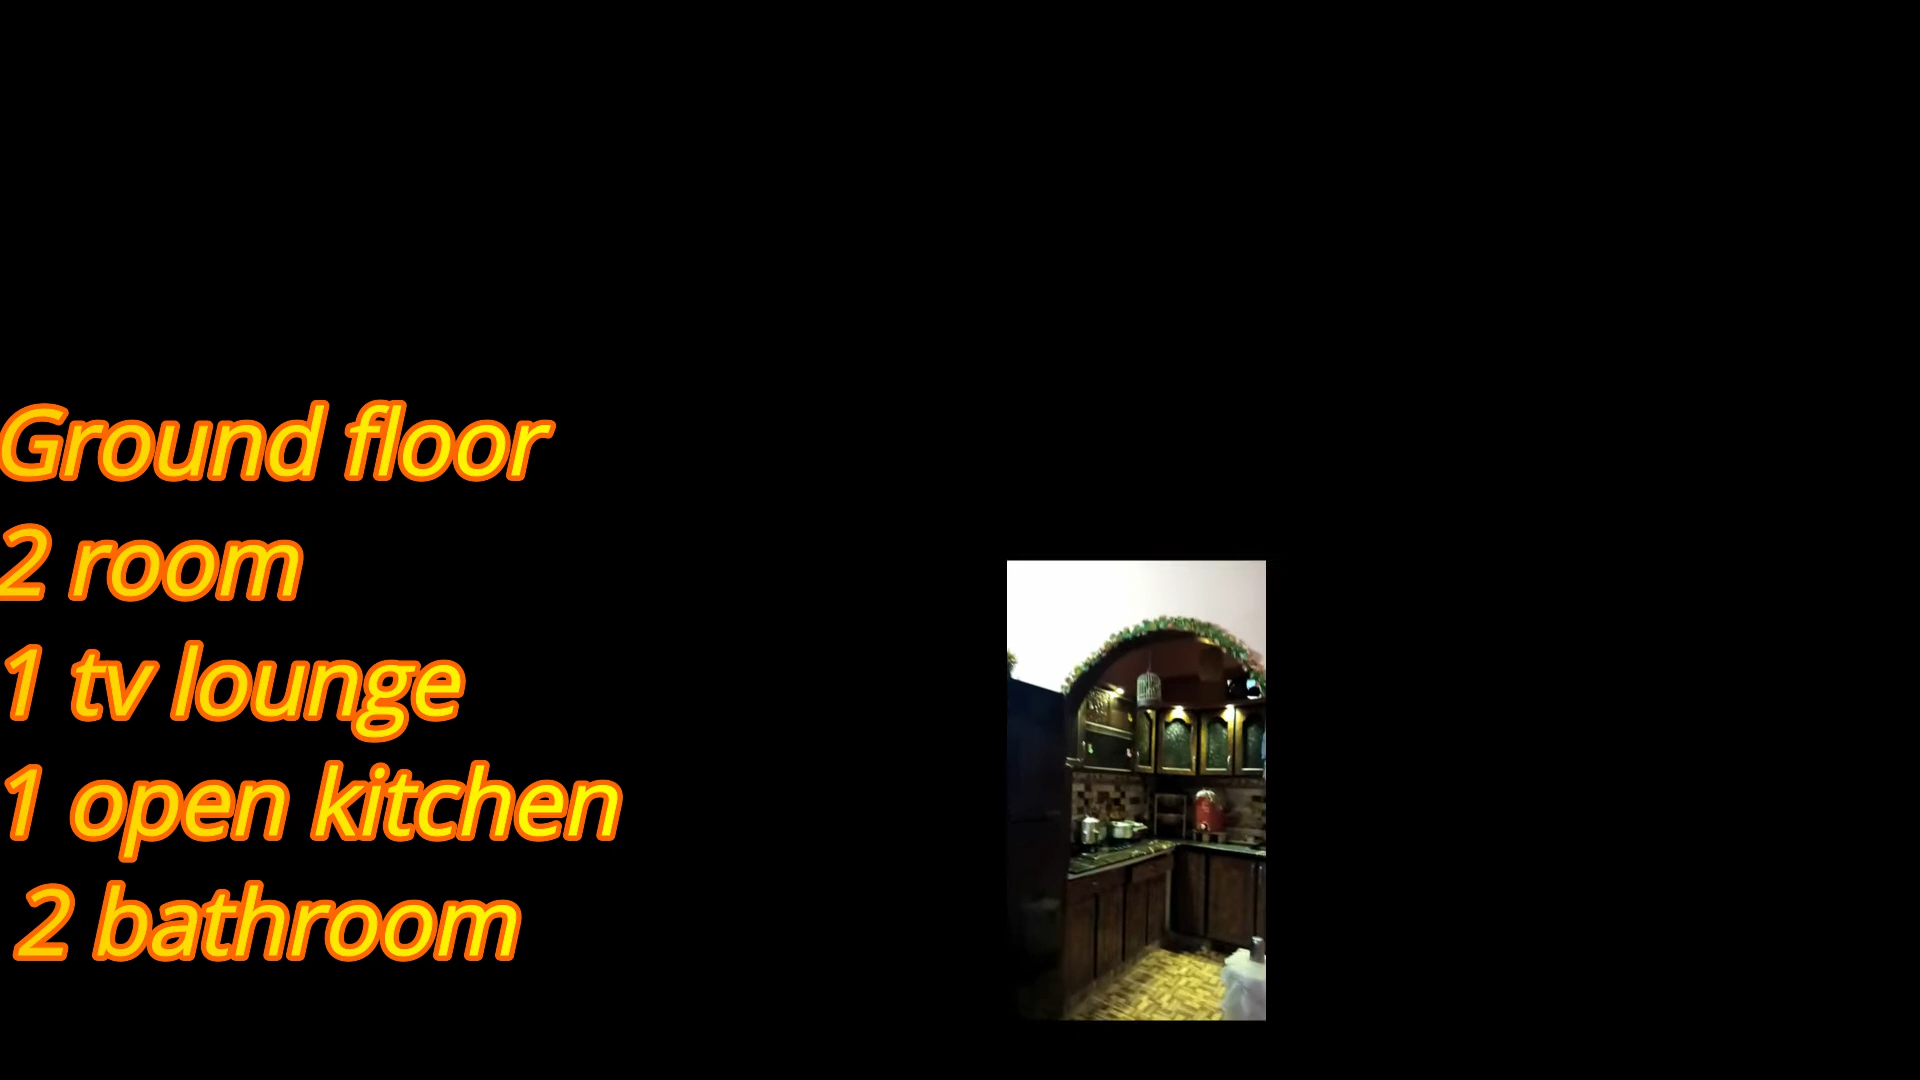 Ground floor
2 room
1 tv lounge
1 open kitchen
2 bathroom